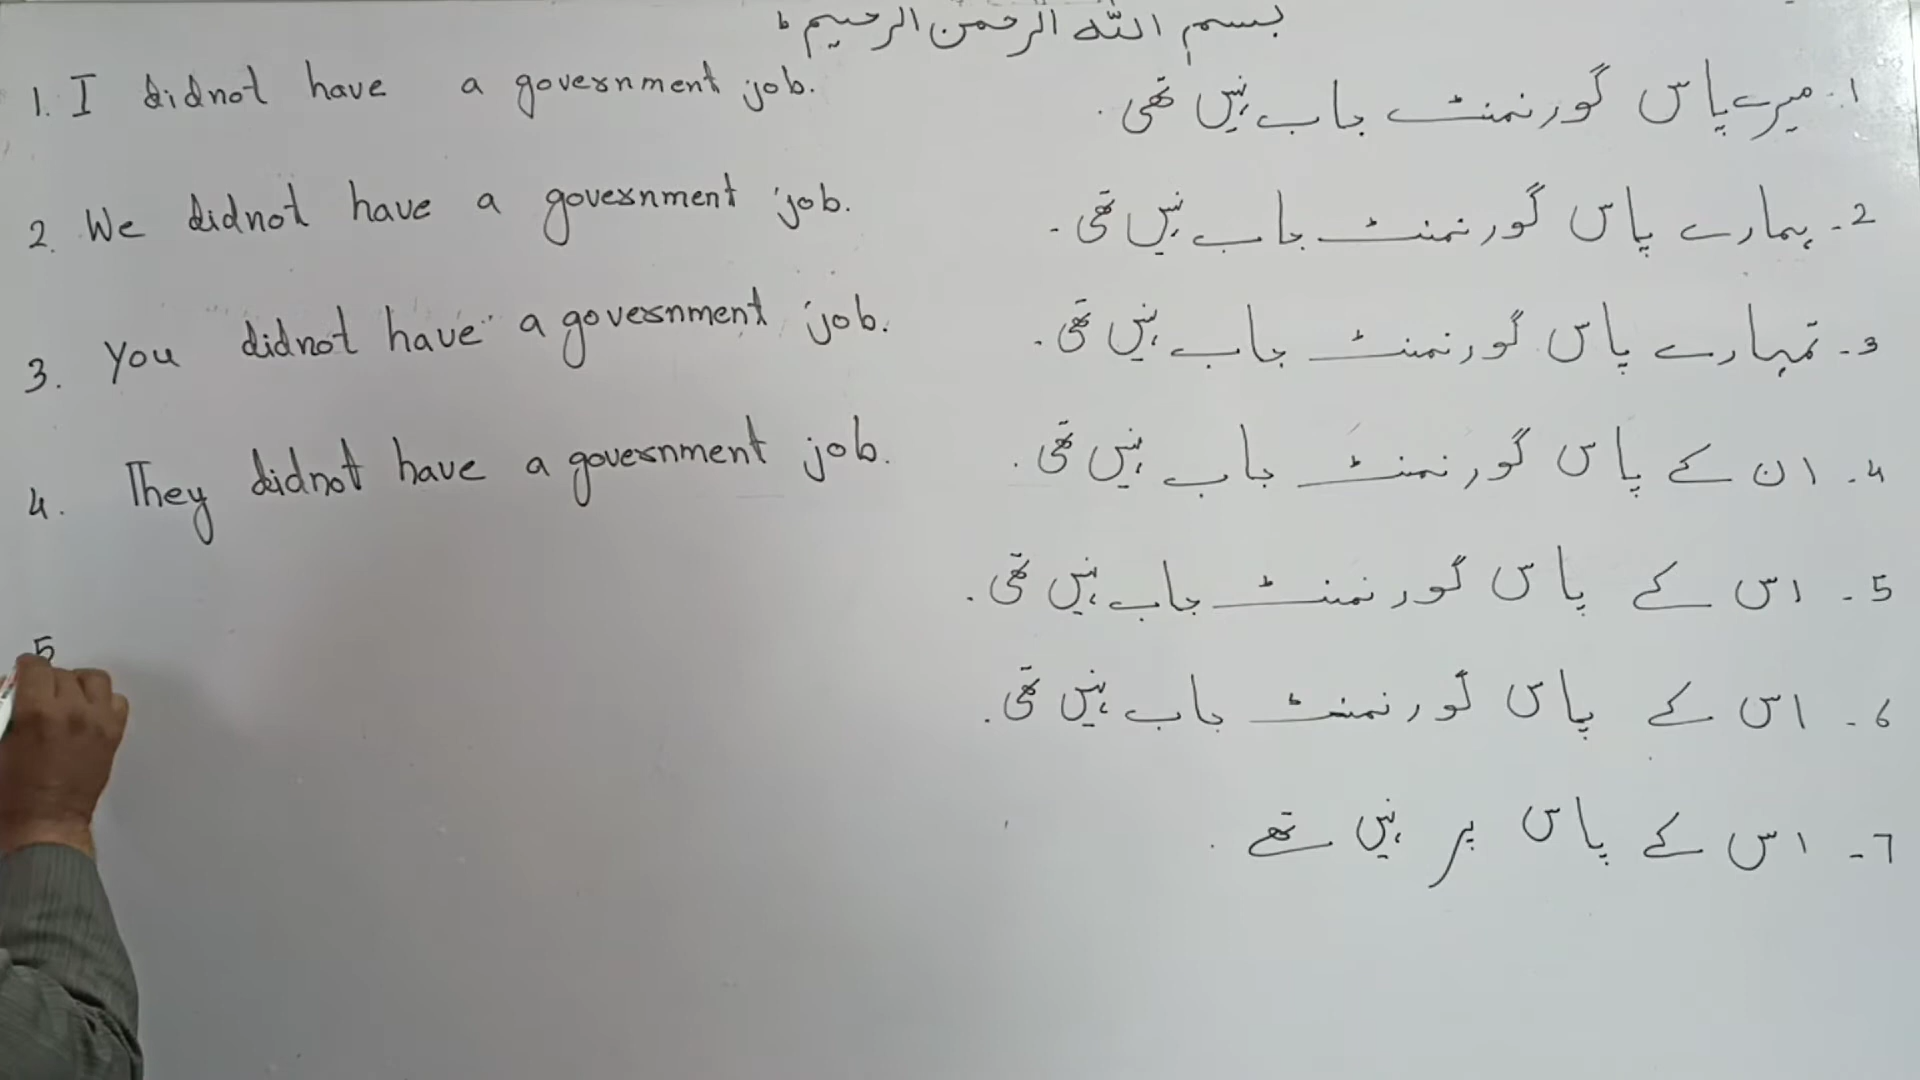 بسم اللہ الرحمن الرحیم ط
1. I didnot have a government job.
1. میرے پاس گورنمنٹ جاب نہیں تھی.
2. We didnot have a government job.
2- ہمارے پاس گورنمنٹ جاب نہیں تھی-
3. You didnot have a government job.
3- تمہارے پاس گورنمنٹ جاب نہیں تھی-
4. They didnot have a government job.
4- ان کے پاس گورنمنٹ جاب نہیں تھی.
5- اس کے پاس گورنمنٹ جاب نہیں تھی.
5
6- اس کے پاس گورنمنٹ جاب نہیں تھی.
7- اس کے پاس پر نہیں تھے.